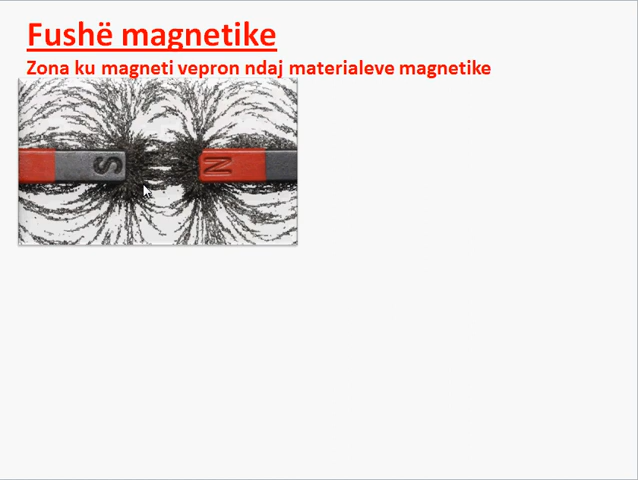 Fushë magnetike
Zona ku magneti vepron ndaj materialeve magnetike
S N